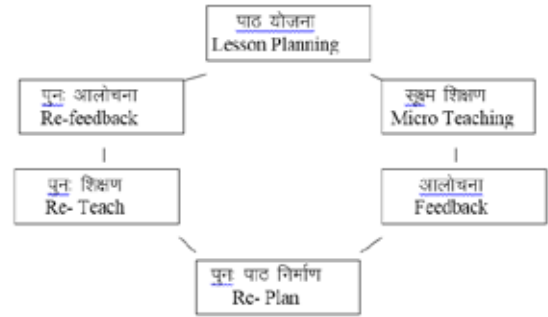 पाठ योजना
Lesson Planning
पुनः आलोचना
Re-feedback
सूक्ष्म शिक्षण
Micro Teaching
पुनः शिक्षण
Re- Teach
आलोचना
Feedback
पुनः पाठ निर्माण
Re- Plan